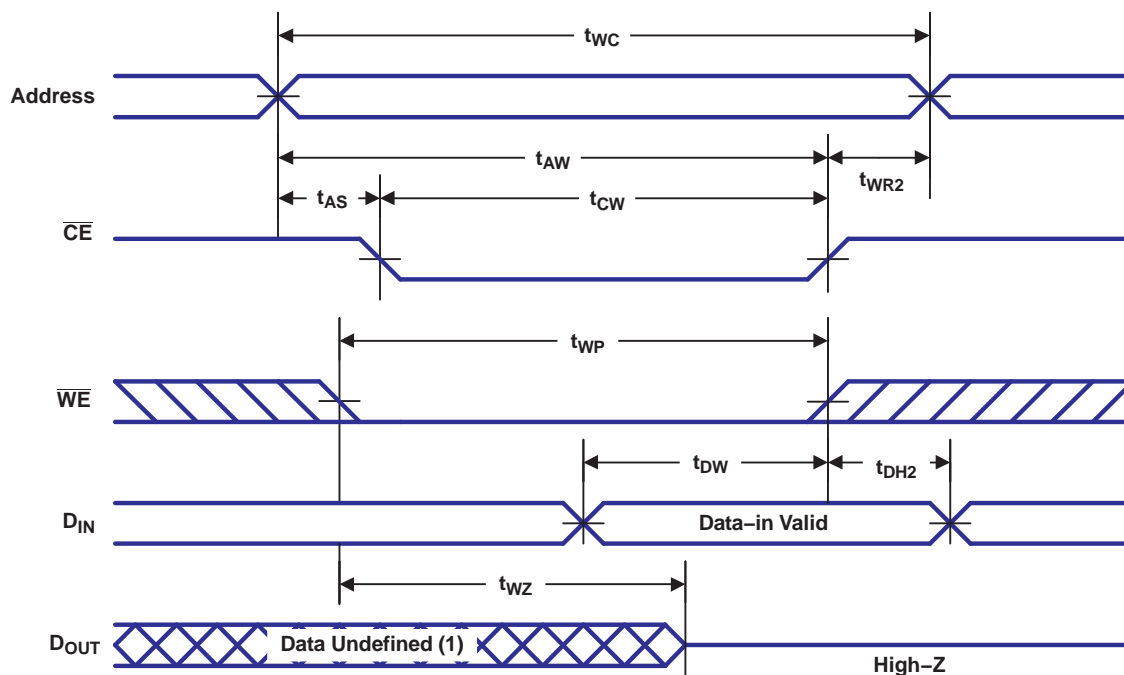 tWC
Address
tAW
tWR2
tAS
tCW
CE
tWP
WE
tDW
tDH2
DIN
Data–in Valid
tWZ
DOUT
Data Undefined (1)
High–Z